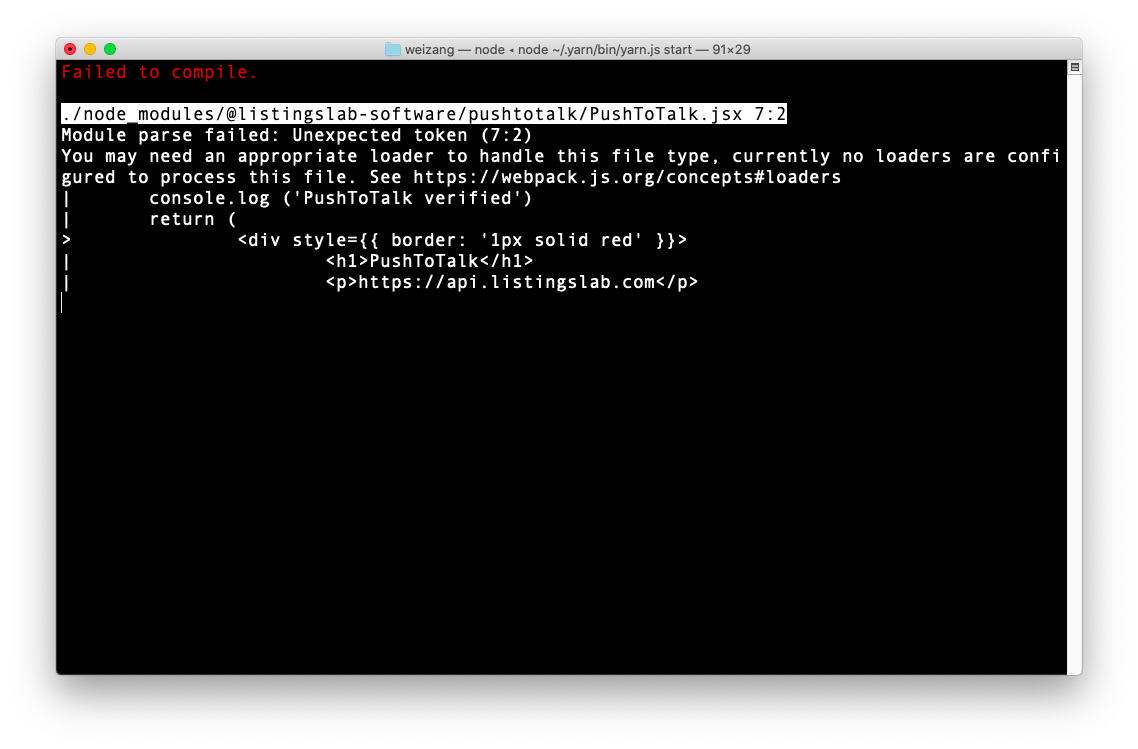 weizang — node ◂ node ~/.yarn/bin/yarn.js start — 91×29
Failed to compile.
./node_modules/@listingslab-software/pushtotalk/PushToTalk.jsx 7:2
Module parse failed: Unexpected token (7:2)
You may need an appropriate loader to handle this file type, currently no loaders are confi
gured to process this file. See https://webpack.js.org/concepts#loaders
|       console.log ('PushToTalk verified')
|       return (
>               <div style={{ border: '1px solid red' }}>
|                       <h1>PushToTalk</h1>
|                       <p>https://api.listingslab.com</p>